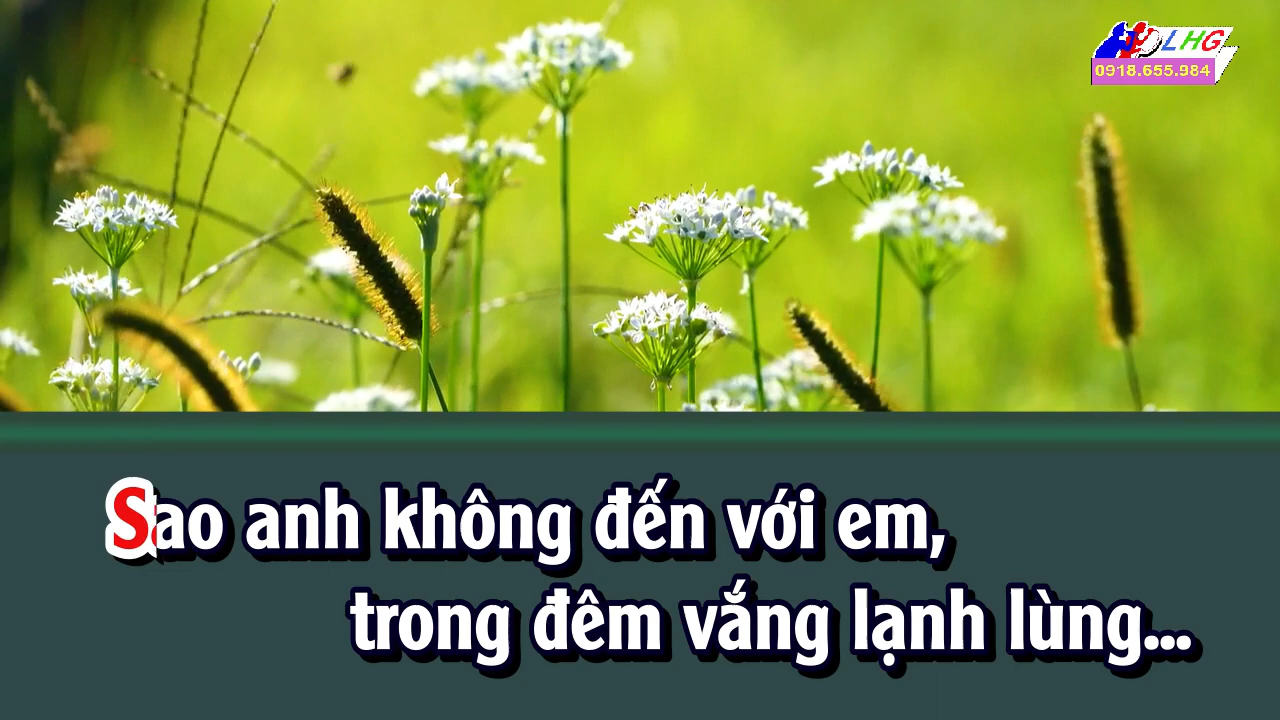 LHG
0918.655.984
Sao anh không đến với em,
trong đêm vắng lạnh lùng...